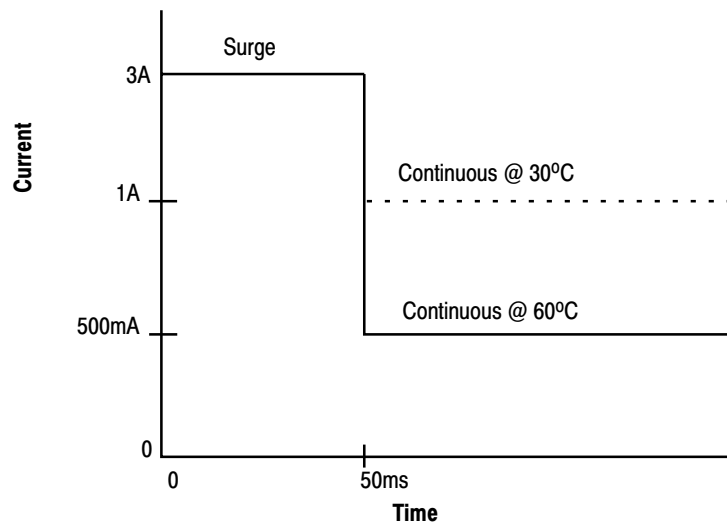 Surge
3A
Current
Continuous @ 30ºC
1A
Continuous @ 60ºC
500mA
0
0
50ms
Time